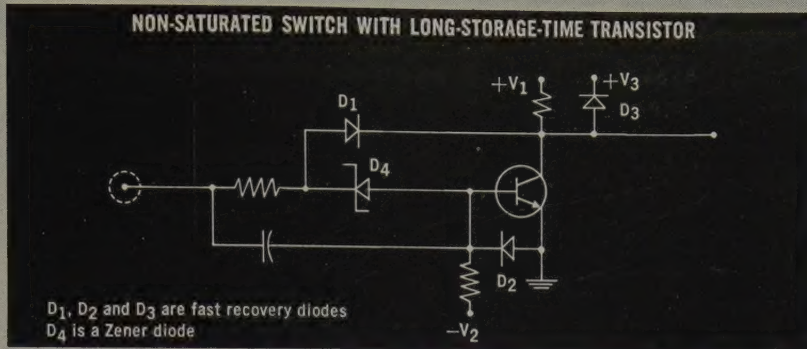 NON-SATURATED SWITCH WITH LONG-STORAGE-TIME TRANSISTOR
+V1
+V3
D1
D3
D4
D2
-V2
D1, D2 and D3 are fast recovery diodes
D4 is a Zener diode